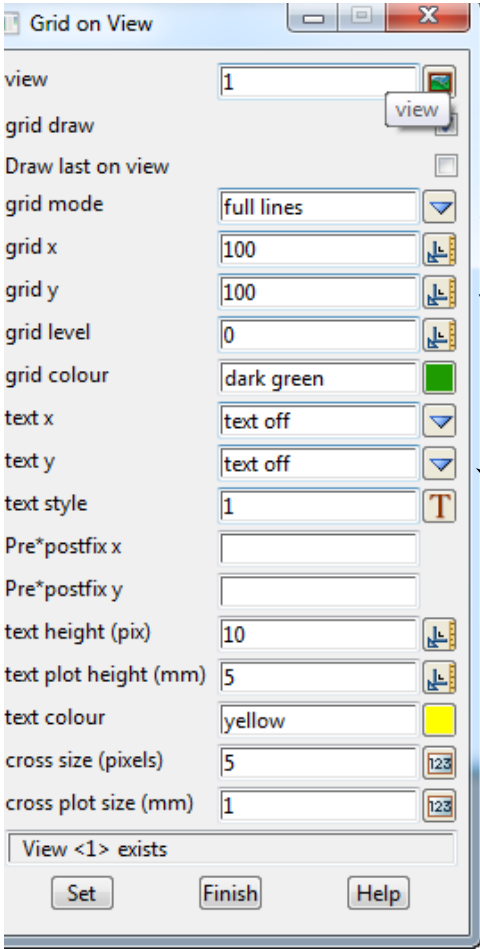 Grid on View
view 1
view
grid draw
Draw last on view
grid mode full lines
grid x 100
grid y 100
grid level 0
grid colour dark green
text x text off
text y text off
text style 1 T
Pre*postfix x
Pre*postfix y
text height (pix) 10
text plot height (mm) 5
text colour yellow
cross size (pixels) 5 123
cross plot size (mm) 1 123
View <1> exists
Set Finish Help